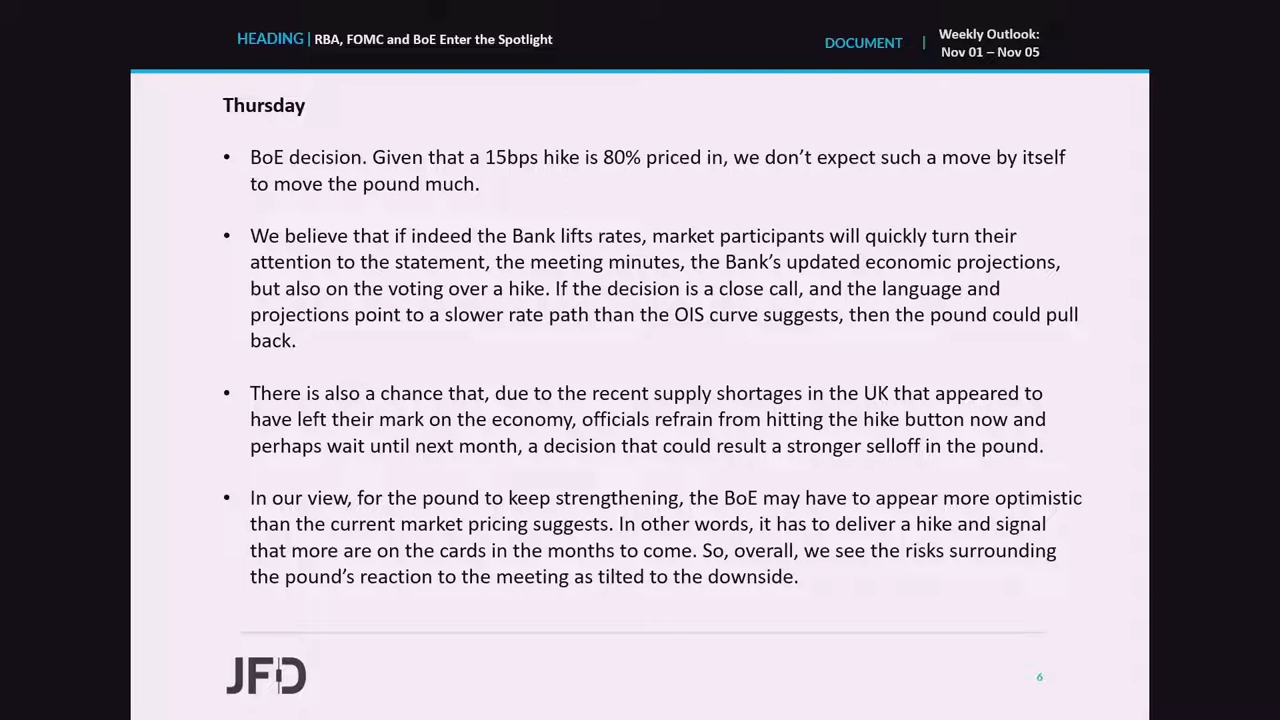 HEADING | RBA, FOMC and BoE Enter the Spotlight
DOCUMENT | Weekly Outlook:
Nov 01 – Nov 05
Thursday
• BoE decision. Given that a 15bps hike is 80% priced in, we don’t expect such a move by itself
to move the pound much.
• We believe that if indeed the Bank lifts rates, market participants will quickly turn their
attention to the statement, the meeting minutes, the Bank’s updated economic projections,
but also on the voting over a hike. If the decision is a close call, and the language and
projections point to a slower rate path than the OIS curve suggests, then the pound could pull
back.
• There is also a chance that, due to the recent supply shortages in the UK that appeared to
have left their mark on the economy, officials refrain from hitting the hike button now and
perhaps wait until next month, a decision that could result a stronger selloff in the pound.
• In our view, for the pound to keep strengthening, the BoE may have to appear more optimistic
than the current market pricing suggests. In other words, it has to deliver a hike and signal
that more are on the cards in the months to come. So, overall, we see the risks surrounding
the pound’s reaction to the meeting as tilted to the downside.
JFD
6